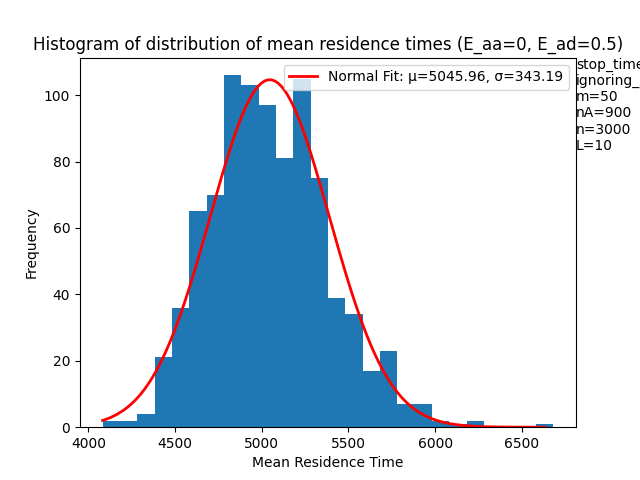 Histogram of distribution of mean residence times (E_aa=0, E_ad=0.5)
Normal Fit: μ=5045.96, σ=343.19
stop_time
ignoring_
m=50
nA=900
n=3000
L=10
Frequency
100
80
60
40
20
0
4000 4500 5000 5500 6000 6500
Mean Residence Time